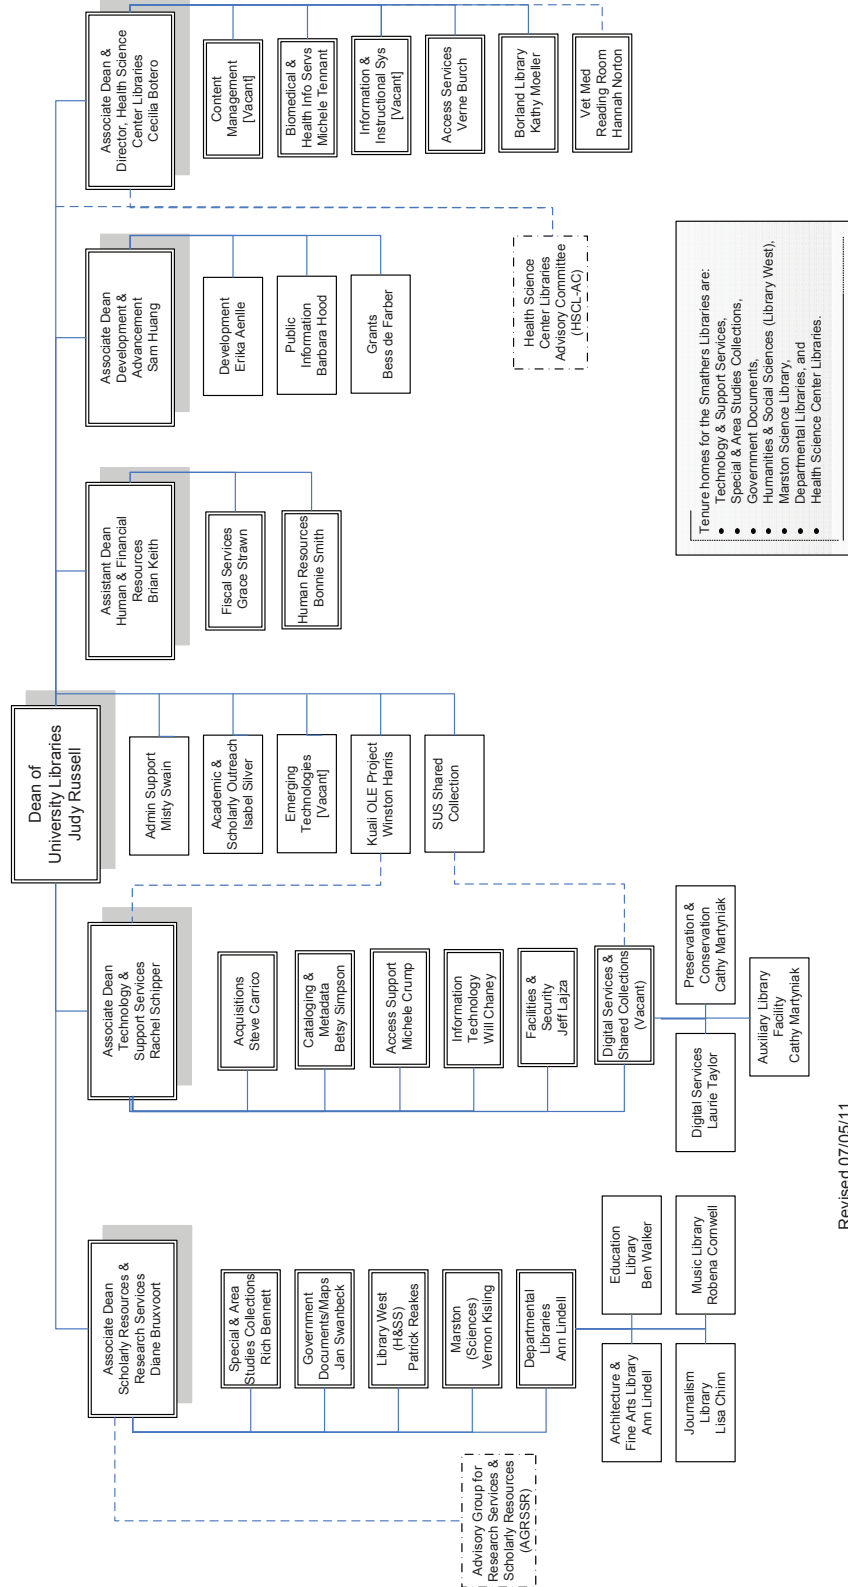 Dean of
University Libraries
Judy Russell
Associate Dean
Scholarly Resources &
Research Services
Diane Bruxvoort
Associate Dean
Technology &
Support Services
Rachel Schipper
Assistant Dean
Human & Financial
Resources
Brian Keith
Associate Dean
Development &
Advancement
Sam Huang
Associate Dean &
Director, Health Science
Center Libraries
Cecilia Botero
Special & Area
Studies Collections
Rich Bennett
Government
Documents/Maps
Jan Swanbeck
Library West
(H&SS)
Patrick Reakes
Marston
(Sciences)
Vernon Kisling
Departmental
Libraries
Ann Lindell
Architecture &
Fine Arts Library
Ann Lindell
Education
Library
Ben Walker
Journalism
Library
Lisa Chinn
Music Library
Robena Cornwell
Advisory Group for
Research Services &
Scholarly Resources
(AGRSSR)
Acquisitions
Steve Carrico
Cataloging &
Metadata
Betsy Simpson
Access Support
Michele Crump
Information
Technology
Will Chaney
Facilities &
Security
Jeff Lajza
Digital Services &
Shared Collections
(Vacant)
Digital Services
Laurie Taylor
Preservation &
Conservation
Cathy Martyniak
Auxiliary Library
Facility
Cathy Martyniak
Admin Support
Misty Swain
Academic &
Scholarly Outreach
Isabel Silver
Emerging
Technologies
[Vacant]
Kuali OLE Project
Winston Harris
SUS Shared
Collection
Fiscal Services
Grace Strawn
Human Resources
Bonnie Smith
Development
Erika Aenlle
Public
Information
Barbara Hood
Grants
Bess de Farber
Content
Management
[Vacant]
Biomedical &
Health Info Servs
Michele Tennant
Information &
Instructional Sys
[Vacant]
Access Services
Verne Burch
Borland Library
Kathy Moeller
Vet Med
Reading Room
Hannah Norton
Health Science
Center Libraries
Advisory Committee
(HSCL-AC)
Tenure homes for the Smathers Libraries are:
• Technology & Support Services,
• Special & Area Studies Collections,
• Government Documents,
• Humanities & Social Sciences (Library West),
• Marston Science Library,
• Departmental Libraries, and
• Health Science Center Libraries.
Revised 07/05/11